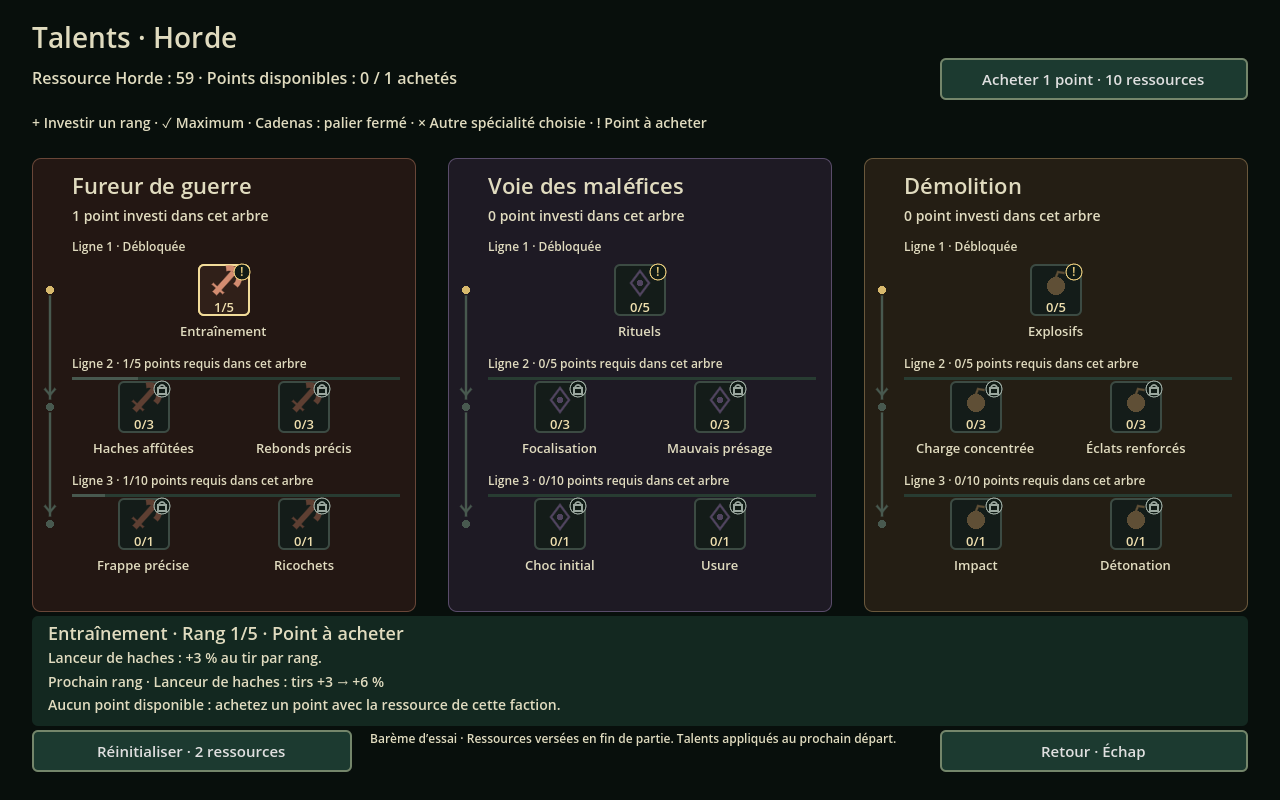 Talents · Horde
Ressource Horde : 59 · Points disponibles : 0 / 1 achetés
Acheter 1 point · 10 ressources
+ Investir un rang · ✓ Maximum · Cadenas : palier fermé · × Autre spécialité choisie · ! Point à acheter
Fureur de guerre
1 point investi dans cet arbre
Ligne 1 · Débloquée
!
1/5
Entraînement
Ligne 2 · 1/5 points requis dans cet arbre
0/3
0/3
Haches affûtées
Rebonds précis
Ligne 3 · 1/10 points requis dans cet arbre
0/1
0/1
Frappe précise
Ricochets
Voie des maléfices
0 point investi dans cet arbre
Ligne 1 · Débloquée
!
0/5
Rituels
Ligne 2 · 0/5 points requis dans cet arbre
0/3
0/3
Focalisation
Mauvais présage
Ligne 3 · 0/10 points requis dans cet arbre
0/1
0/1
Choc initial
Usure
Démolition
0 point investi dans cet arbre
Ligne 1 · Débloquée
!
0/5
Explosifs
Ligne 2 · 0/5 points requis dans cet arbre
0/3
0/3
Charge concentrée
Éclats renforcés
Ligne 3 · 0/10 points requis dans cet arbre
0/1
0/1
Impact
Détonation
Entraînement · Rang 1/5 · Point à acheter
Lanceur de haches : +3 % au tir par rang.
Prochain rang · Lanceur de haches : tirs +3 → +6 %
Aucun point disponible : achetez un point avec la ressource de cette faction.
Réinitialiser · 2 ressources
Barème d’essai · Ressources versées en fin de partie. Talents appliqués au prochain départ.
Retour · Échap